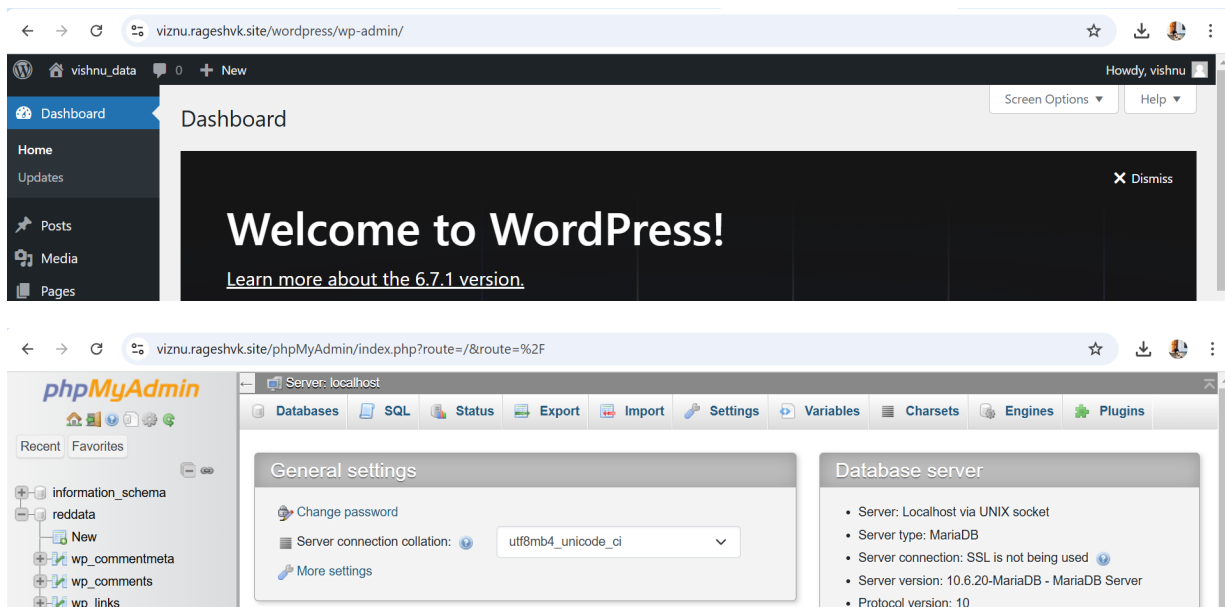 viznu.rageshvk.site/wordpress/wp-admin/
vishnu_data 0 New Howdy, vishnu
Screen Options Help
Dashboard
Dashboard
Home
Updates
Dismiss
Posts
Welcome to WordPress!
Media
Learn more about the 6.7.1 version.
Pages
viznu.rageshvk.site/phpMyAdmin/index.php?route=/&route=%2F
phpMyAdmin
Server: localhost
Databases SQL Status Export Import Settings Variables Charsets Engines Plugins
Recent Favorites
information_schema
reddata
New
wp_commentmeta
wp_comments
wp_links
General settings
Change password
Server connection collation: utf8mb4_unicode_ci
More settings
Database server
• Server: Localhost via UNIX socket
• Server type: MariaDB
• Server connection: SSL is not being used
• Server version: 10.6.20-MariaDB - MariaDB Server
• Protocol version: 10